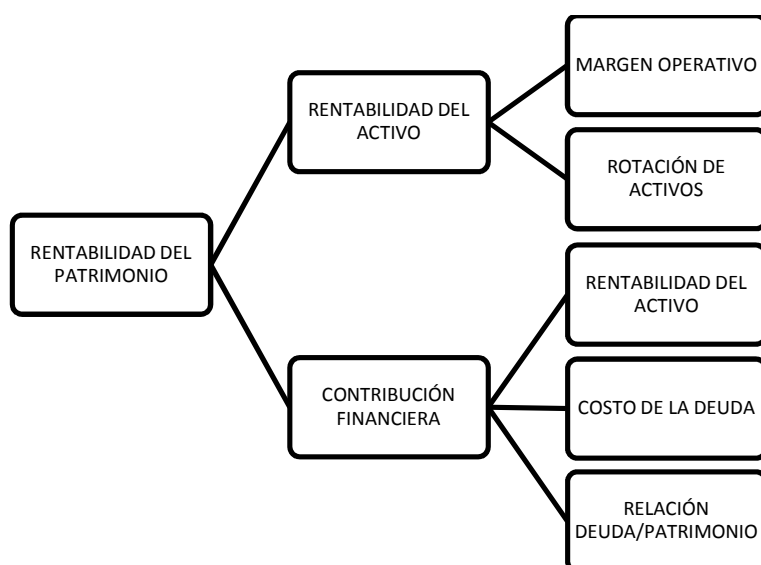 MARGEN OPERATIVO
RENTABILIDAD DEL
ACTIVO
ROTACIÓN DE
ACTIVOS
RENTABILIDAD DEL
PATRIMONIO
RENTABILIDAD DEL
ACTIVO
CONTRIBUCIÓN
FINANCIERA
COSTO DE LA DEUDA
RELACIÓN
DEUDA/PATRIMONIO